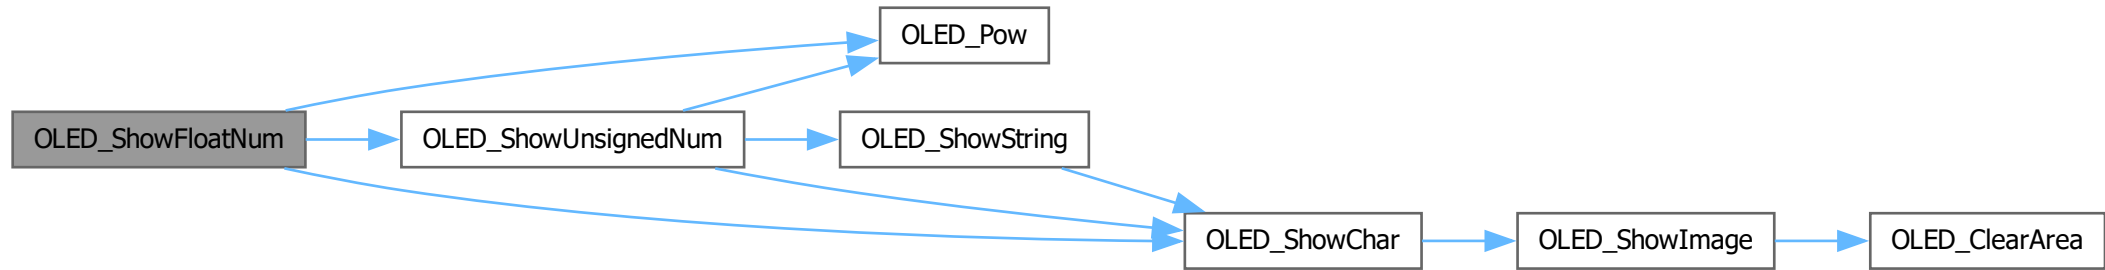 OLED_Pow
OLED_ShowFloatNum
OLED_ShowUnsignedNum
OLED_ShowString
OLED_ShowChar
OLED_ShowImage
OLED_ClearArea